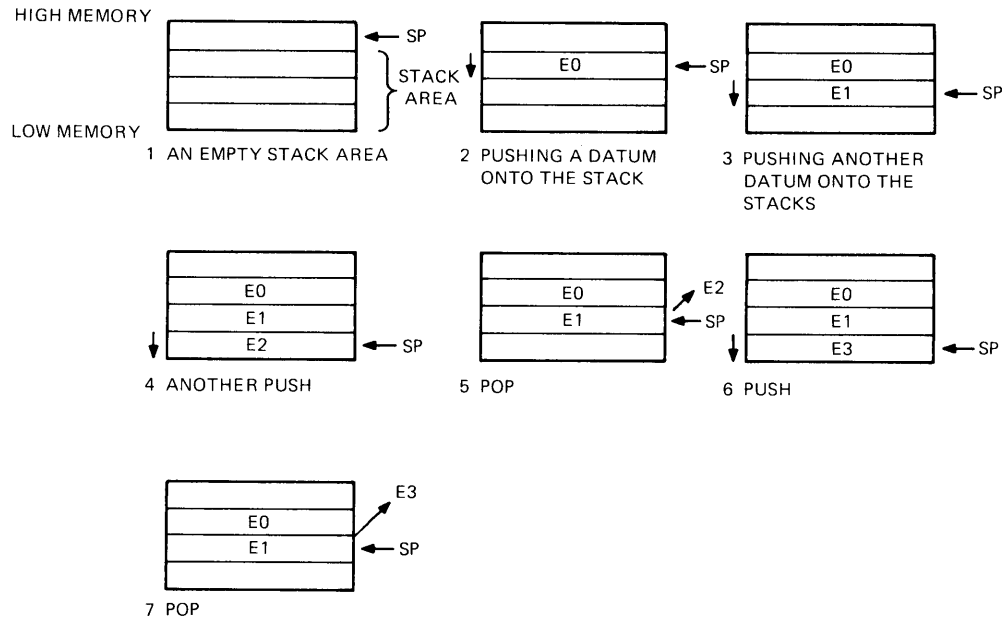 HIGH MEMORY
SP
STACK
AREA
LOW MEMORY
1 AN EMPTY STACK AREA
E0
SP
2 PUSHING A DATUM
ONTO THE STACK
E0
E1
SP
3 PUSHING ANOTHER
DATUM ONTO THE
STACKS
E0
E1
E2
SP
4 ANOTHER PUSH
E0
E1
E2
SP
5 POP
E0
E1
E3
SP
6 PUSH
E0
E1
E3
SP
7 POP